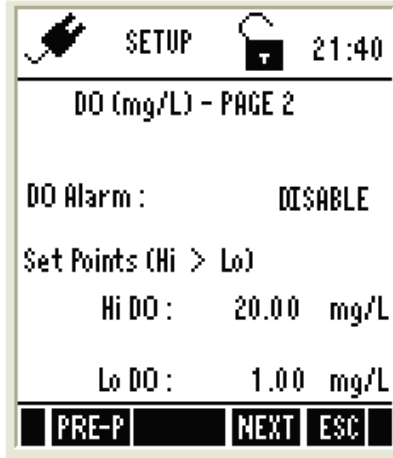 SETUP 21:40
DO (mg/L) - PAGE 2
DO Alarm : DISABLE
Set Points (Hi > Lo)
Hi DO : 20.00 mg/L
Lo DO : 1.00 mg/L
PRE-P NEXT ESC